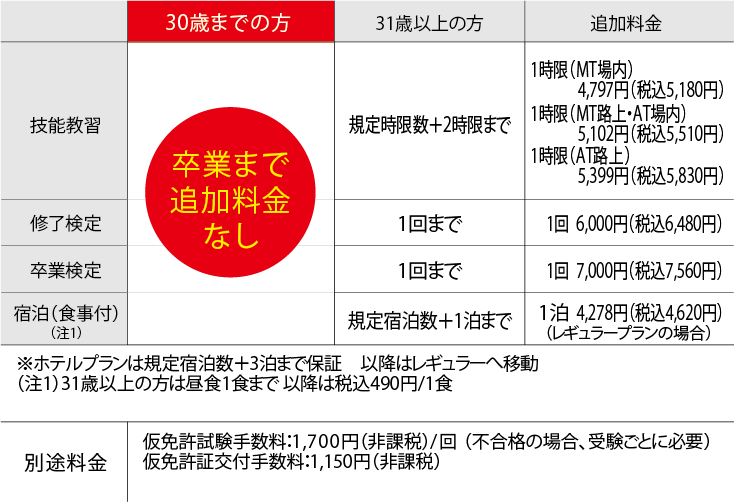 30歳までの方
31歳以上の方
追加料金
技能教習
卒業まで
追加料金
なし
規定時限数+2時限まで
1時限(MT場内)
4,797円(税込5,180円)
1時限(MT路上・AT場内)
5,102円(税込5,510円)
1時限(AT路上)
5,399円(税込5,830円)
修了検定
1回まで
1回 6,000円(税込6,480円)
卒業検定
1回まで
1回 7,000円(税込7,560円)
宿泊(食事付)
(注1)
規定宿泊数+1泊まで
1泊 4,278円(税込4,620円)
(レギュラープランの場合)
※ホテルプランは規定宿泊数+3泊まで保証 以降はレギュラーへ移動
(注1)31歳以上の方は昼食1食まで 以降は税込490円/1食
別途料金
仮免許試験手数料:1,700円(非課税)/回 (不合格の場合、受験ごとに必要)
仮免許証交付手数料:1,150円(非課税)